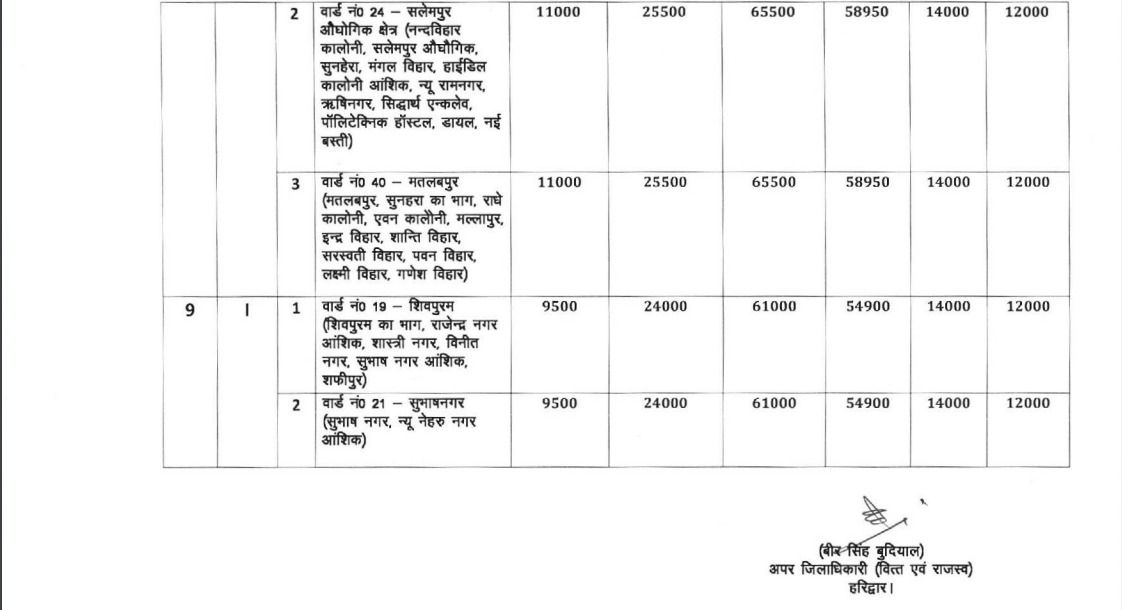 2 वार्ड नं0 24 – सलेमपुर 11000 25500 65500 58950 14000 12000
औघोगिक क्षेत्र (नन्दविहार
कालोनी, सलेमपुर औघौगिक,
सुनहेरा, मंगल विहार, हाईडिल
कालोनी आंशिक, न्यू रामनगर,
ऋषिनगर, सिद्धार्थ एन्कलेव,
पॉलिटेक्निक हॉस्टल, डायल, नई
बस्ती)
3 वार्ड नं0 40 – मतलबपुर 11000 25500 65500 58950 14000 12000
(मतलबपुर, सुनहरा का भाग, राधे
कालोनी, एवन कालोनी, मल्लापुर,
इन्द्र विहार, शान्ति विहार,
सरस्वती विहार, पवन विहार,
लक्ष्मी विहार, गणेश विहार)
9 I 1 वार्ड नं0 19 – शिवपुरम 9500 24000 61000 54900 14000 12000
(शिवपुरम का भाग, राजेन्द्र नगर
आंशिक, शास्त्री नगर, विनीत
नगर, सुभाष नगर आंशिक,
शफीपुर)
2 वार्ड नं0 21 – सुभाषनगर 9500 24000 61000 54900 14000 12000
(सुभाष नगर, न्यू नेहरु नगर
आंशिक)
(बीर सिंह बुदियाल)
अपर जिलाधिकारी (वित्त एवं राजस्व)
हरिद्वार।